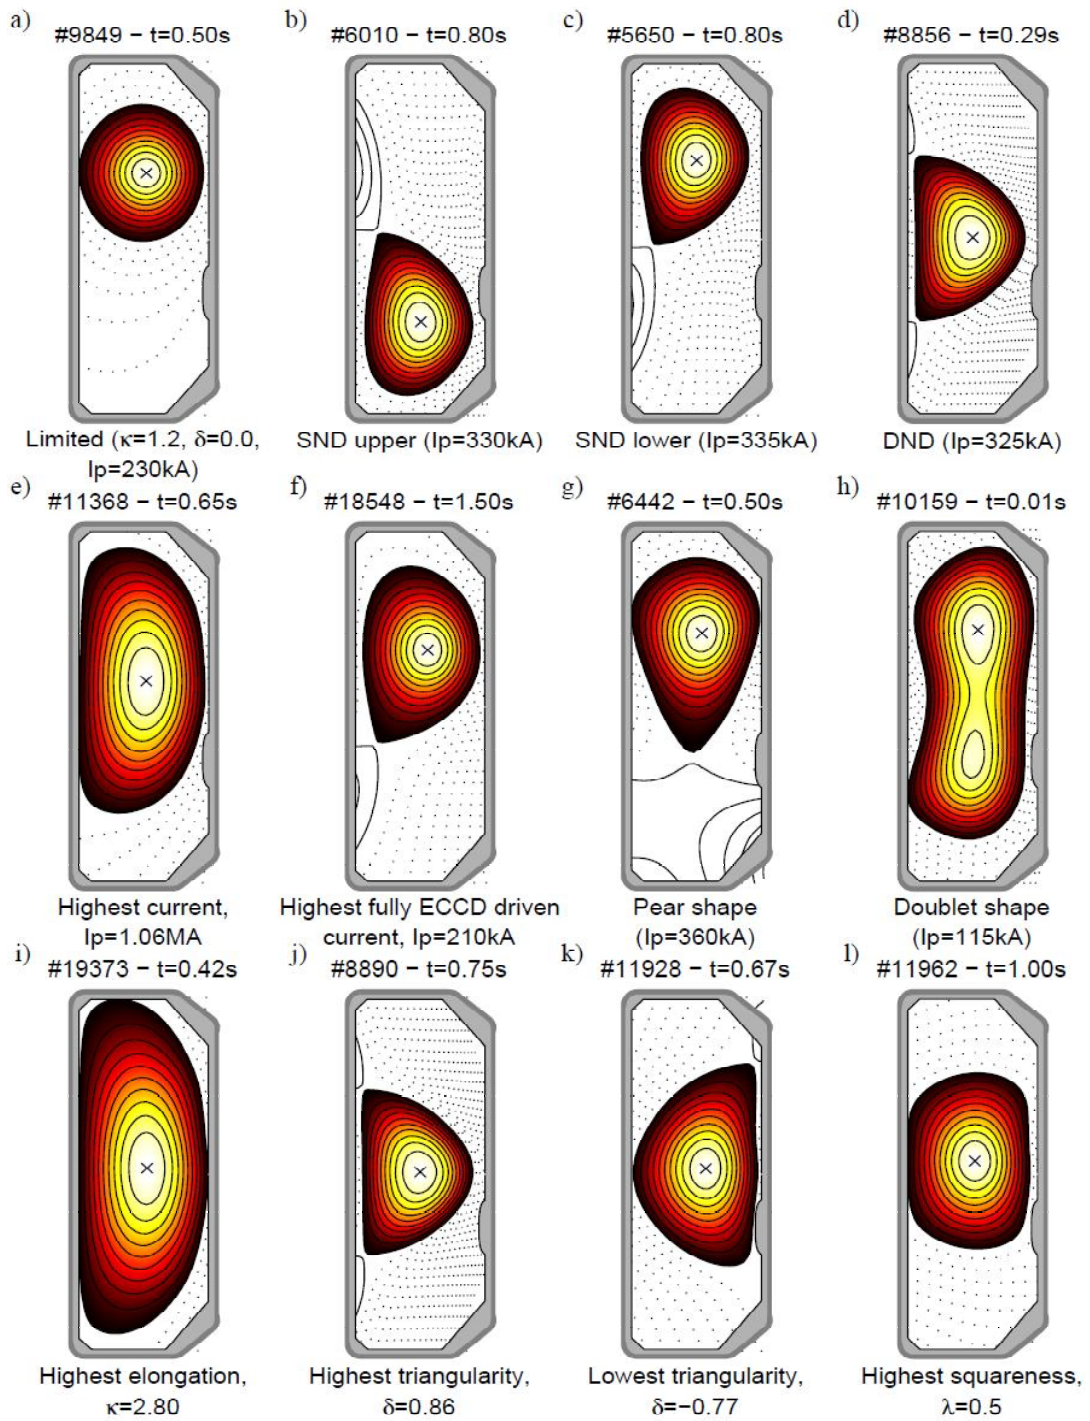 a)
#9849 − t=0.50s
b)
#6010 − t=0.80s
c)
#5650 − t=0.80s
d)
#8856 − t=0.29s
Limited (κ=1.2, δ=0.0,
Ip=230kA)
SND upper (Ip=330kA)
SND lower (Ip=335kA)
DND (Ip=325kA)
e)
#11368 − t=0.65s
f)
#18548 − t=1.50s
g)
#6442 − t=0.50s
h)
#10159 − t=0.01s
Highest current,
Ip=1.06MA
Highest fully ECCD driven
current, Ip=210kA
Pear shape
(Ip=360kA)
Doublet shape
(Ip=115kA)
i)
#19373 − t=0.42s
j)
#8890 − t=0.75s
k)
#11928 − t=0.67s
l)
#11962 − t=1.00s
Highest elongation,
κ=2.80
Highest triangularity,
δ=0.86
Lowest triangularity,
δ=−0.77
Highest squareness,
λ=0.5